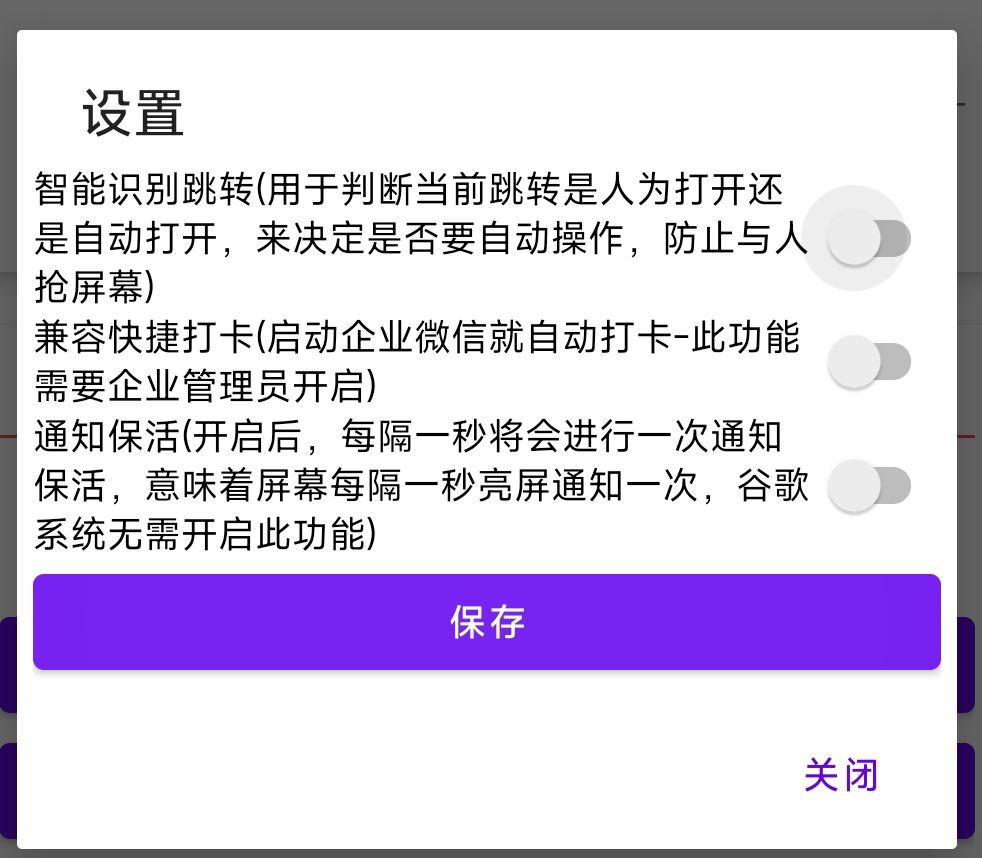 设置
智能识别跳转(用于判断当前跳转是人为打开还
是自动打开，来决定是否要自动操作，防止与人
抢屏幕)
兼容快捷打卡(启动企业微信就自动打卡-此功能
需要企业管理员开启)
通知保活(开启后，每隔一秒将会进行一次通知
保活，意味着屏幕每隔一秒亮屏通知一次，谷歌
系统无需开启此功能)
保存
关闭